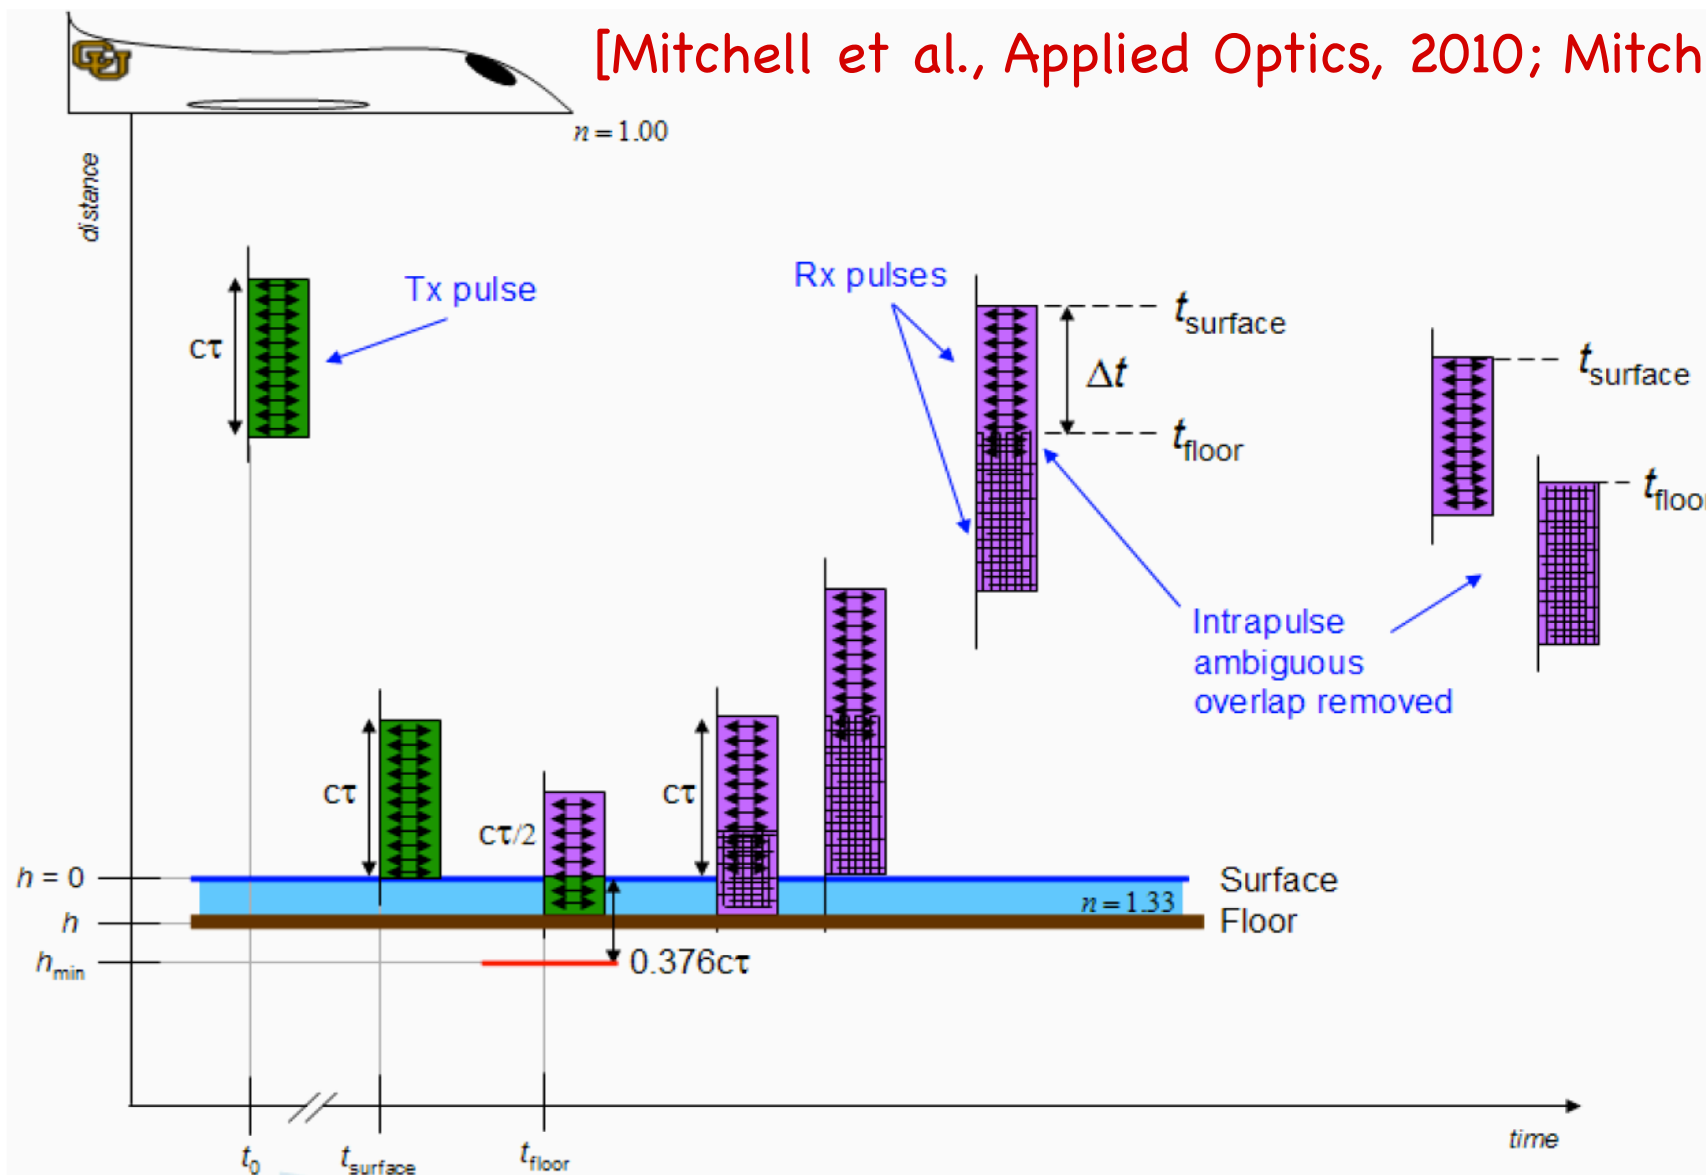 [Mitchell et al., Applied Optics, 2010; Mitch
CU
n = 1.00
distance
Tx pulse
cτ
Rx pulses
t_surface
Δt
t_floor
t_surface
t_floor
Intrapulse
ambiguous
overlap removed
cτ
cτ/2
cτ
h = 0
Surface
n = 1.33
h
Floor
h_min
0.376cτ
t_0
t_surface
t_floor
time